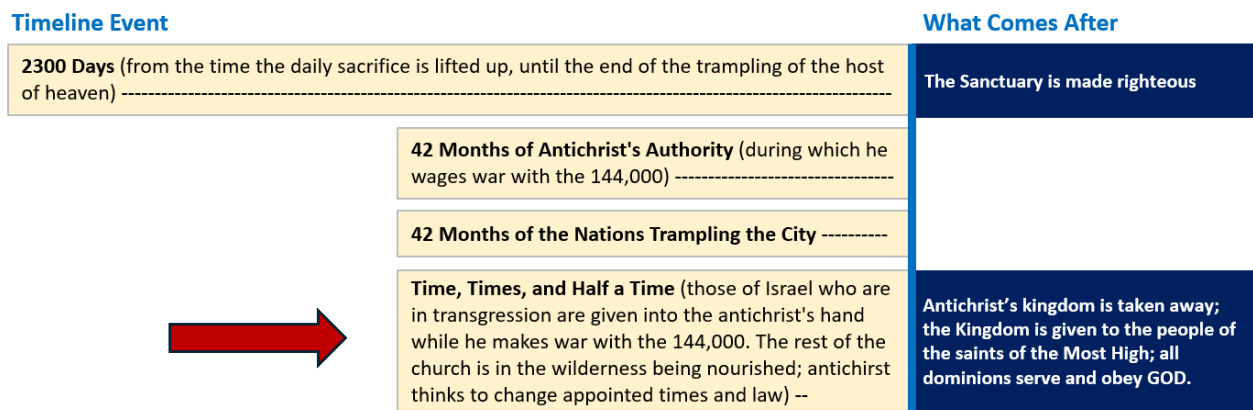 Timeline Event
What Comes After
2300 Days (from the time the daily sacrifice is lifted up, until the end of the trampling of the host
of heaven) --------------------------------------------------------------------------------------------------------------------
The Sanctuary is made righteous
42 Months of Antichrist's Authority (during which he
wages war with the 144,000) ---------------------------------
42 Months of the Nations Trampling the City ----------
Time, Times, and Half a Time (those of Israel who are
in transgression are given into the antichrist's hand
while he makes war with the 144,000. The rest of the
church is in the wilderness being nourished; antichirst
thinks to change appointed times and law) --
Antichrist’s kingdom is taken away;
the Kingdom is given to the people of
the saints of the Most High; all
dominions serve and obey GOD.